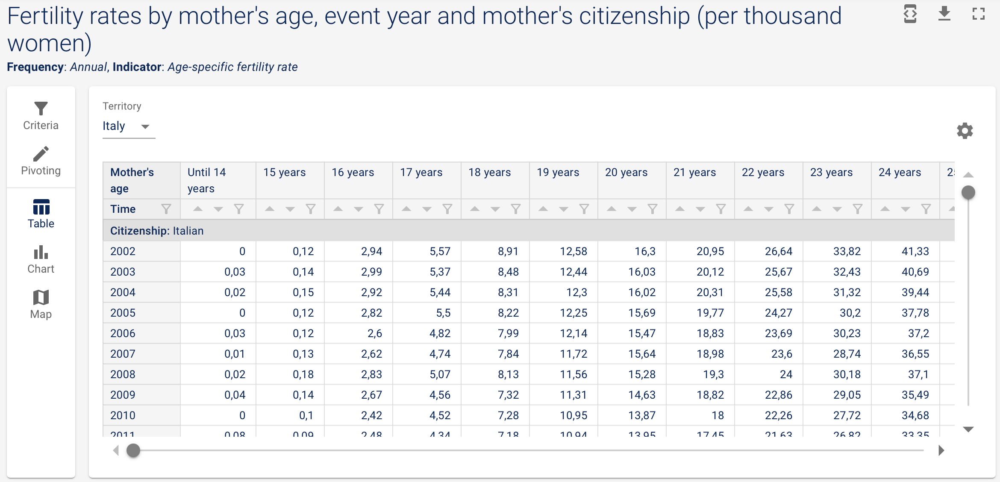 Fertility rates by mother's age, event year and mother's citizenship (per thousand
women)
Frequency: Annual, Indicator: Age-specific fertility rate
Criteria
Pivoting
Table
Chart
Map
Territory
Italy
Mother's age Until 14 years 15 years 16 years 17 years 18 years 19 years 20 years 21 years 22 years 23 years 24 years
Time
Citizenship: Italian
2002 0 0,12 2,94 5,57 8,91 12,58 16,3 20,95 26,64 33,82 41,33
2003 0,03 0,14 2,99 5,37 8,48 12,44 16,03 20,12 25,67 32,43 40,69
2004 0,02 0,15 2,92 5,44 8,31 12,3 16,02 20,31 25,58 31,32 39,44
2005 0 0,12 2,82 5,5 8,22 12,25 15,69 19,77 24,27 30,2 37,78
2006 0,03 0,12 2,6 4,82 7,99 12,14 15,47 18,83 23,69 30,23 37,2
2007 0,01 0,13 2,62 4,74 7,84 11,72 15,64 18,98 23,6 28,74 36,55
2008 0,02 0,18 2,83 5,07 8,13 11,56 15,28 19,3 24 30,18 37,1
2009 0,04 0,14 2,67 4,56 7,32 11,31 14,63 18,82 22,86 29,05 35,49
2010 0 0,1 2,42 4,52 7,28 10,95 13,87 18 22,26 27,72 34,68
2011 0,08 0,09 2,48 4,34 7,18 10,94 13,95 17,45 21,63 26,82 33,35